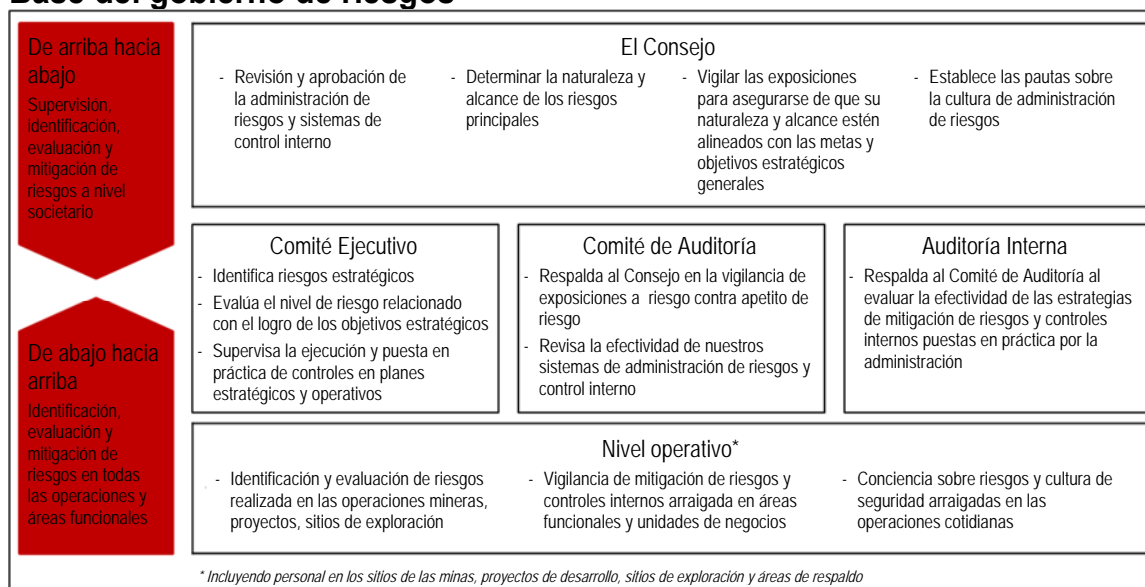 Base del gobierno de riesgos
De arriba hacia
abajo
Supervisión,
identificación,
evaluación y
mitigación de
riesgos a nivel
societario
El Consejo
- Revisión y aprobación de
la administración de
riesgos y sistemas de
control interno
- Determinar la naturaleza y
alcance de los riesgos
principales
- Vigilar las exposiciones
para asegurarse de que su
naturaleza y alcance estén
alineados con las metas y
objetivos estratégicos
generales
- Establece las pautas sobre
la cultura de administración
de riesgos
Comité Ejecutivo
- Identifica riesgos estratégicos
- Evalúa el nivel de riesgo relacionado
con el logro de los objetivos estratégicos
- Supervisa la ejecución y puesta en
práctica de controles en planes
estratégicos y operativos
Comité de Auditoría
- Respalda al Consejo en la vigilancia de
exposiciones a riesgo contra apetito de
riesgo
- Revisa la efectividad de nuestros
sistemas de administración de riesgos y
control interno
Auditoría Interna
- Respalda al Comité de Auditoría al
evaluar la efectividad de las estrategias
de mitigación de riesgos y controles
internos puestas en práctica por la
administración
De abajo hacia
arriba
Identificación,
evaluación y
mitigación de
riesgos en todas
las operaciones y
áreas funcionales
Nivel operativo*
- Identificación y evaluación de riesgos
realizada en las operaciones mineras,
proyectos, sitios de exploración
- Vigilancia de mitigación de riesgos y
controles internos arraigada en áreas
funcionales y unidades de negocios
- Conciencia sobre riesgos y cultura de
seguridad arraigadas en las
operaciones cotidianas
* Incluyendo personal en los sitios de las minas, proyectos de desarrollo, sitios de exploración y áreas de respaldo